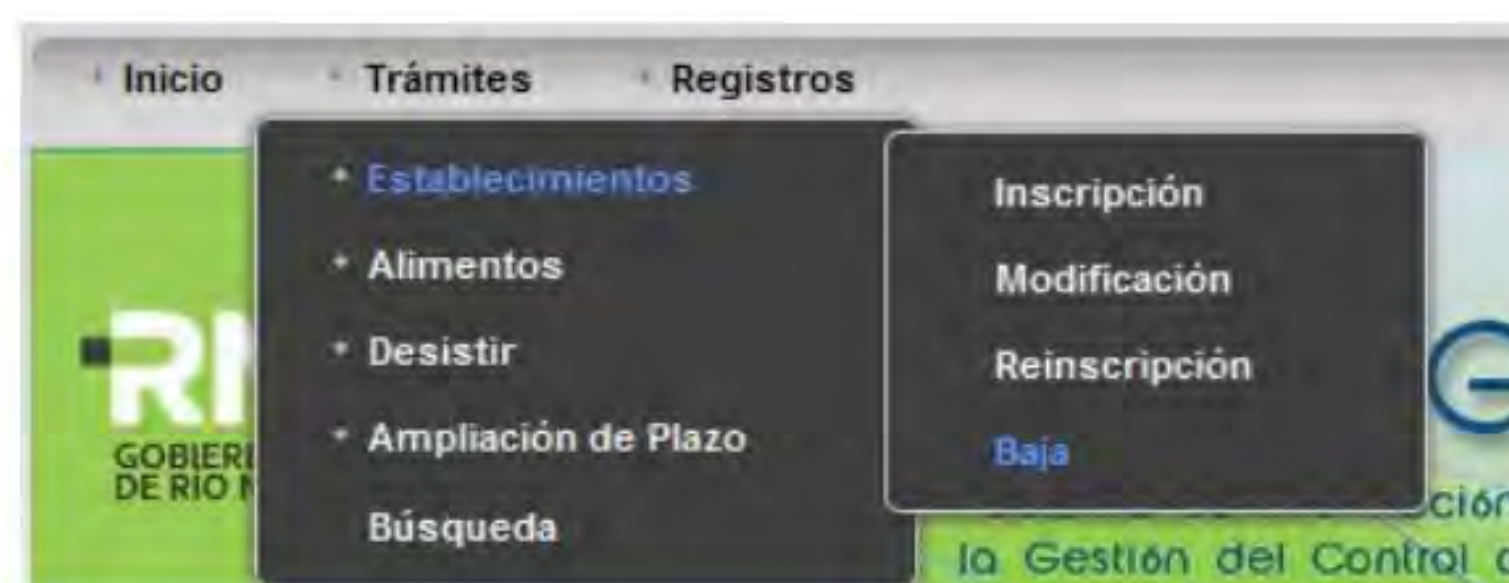 Inicio
Trámites
Registros
Establecimientos
Alimentos
Desistir
Ampliación de Plazo
Búsqueda
Inscripción
Modificación
Reinscripción
Baja
DE RIO
la Gestión del Control